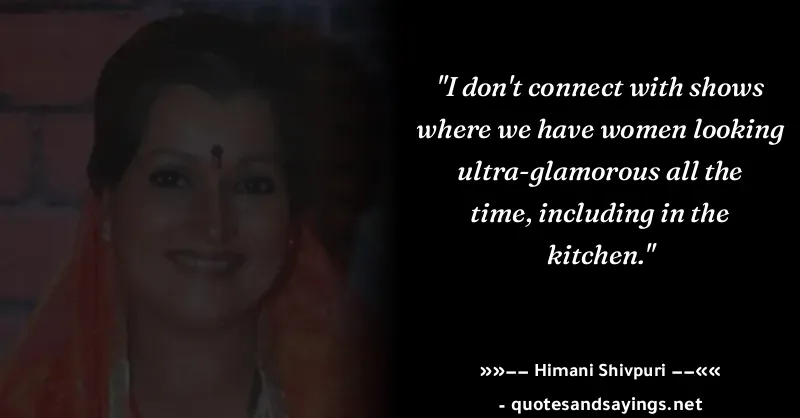 "I don't connect with shows
where we have women looking
ultra-glamorous all the
time, including in the
kitchen."
»»−− Himani Shivpuri −−««
- quotesandsayings.net